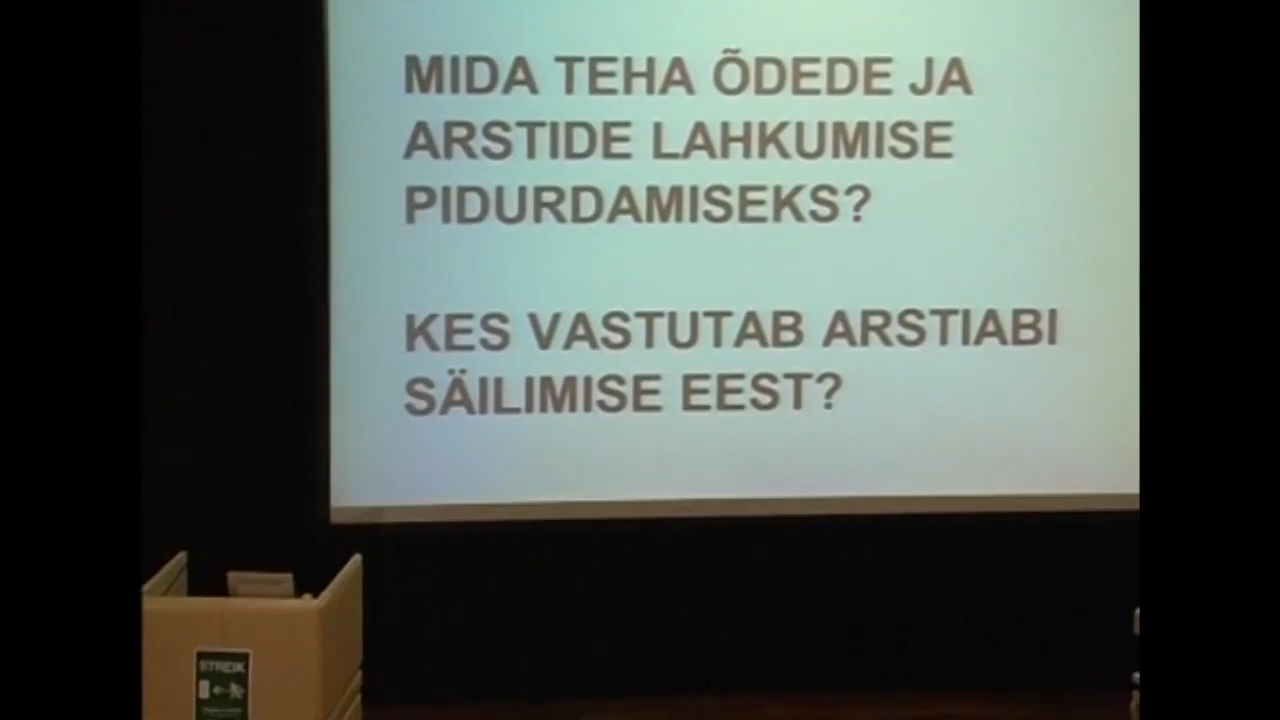 MIDA TEHA ÕDEDE JA
ARSTIDE LAHKUMISE
PIDURDAMISEKS?
KES VASTUTAB ARSTIABI
SÄILIMISE EEST?
STREIK